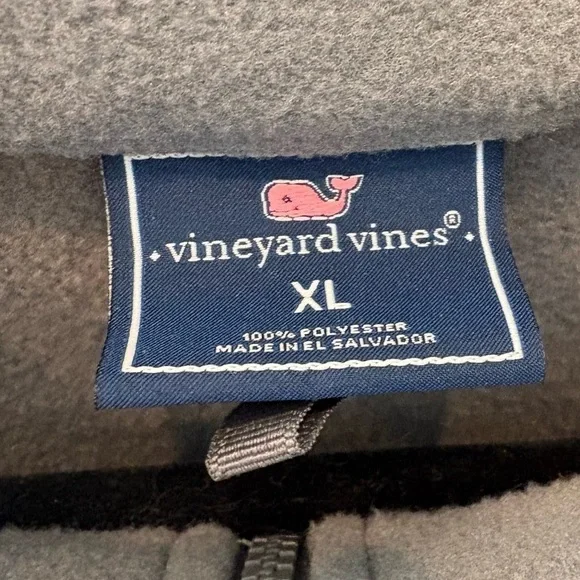 vineyard vines®
XL
100% POLYESTER
MADE IN EL SALVADOR